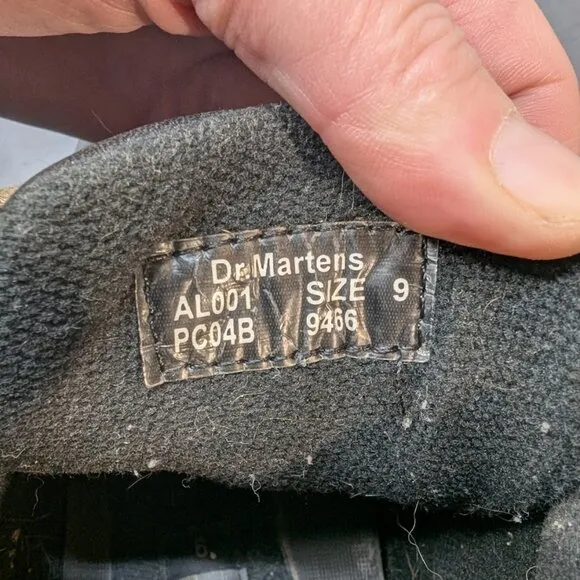 Dr.Martens
AL001 SIZE 9
PC04B 9466